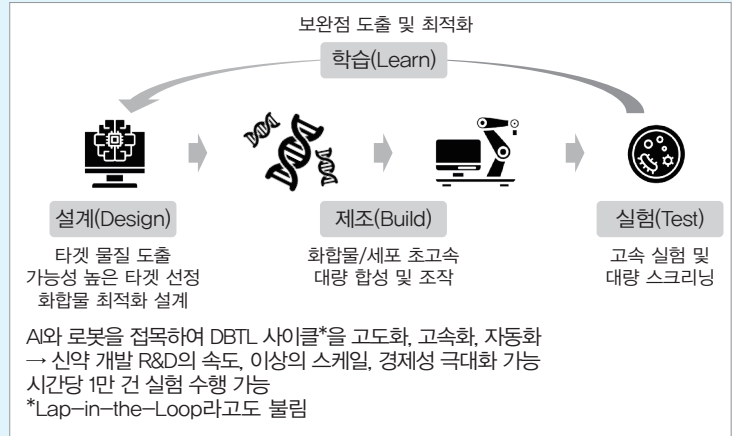 보완점 도출 및 최적화
학습(Learn)
설계(Design)
제조(Build)
실험(Test)
타겟 물질 도출
가능성 높은 타겟 선정
화합물 최적화 설계
화합물/세포 초고속
대량 합성 및 조작
고속 실험 및
대량 스크리닝
AI와 로봇을 접목하여 DBTL 사이클*을 고도화, 고속화, 자동화
→ 신약 개발 R&D의 속도, 이상의 스케일, 경제성 극대화 가능
시간당 1만 건 실험 수행 가능
*Lap-in-the-Loop라고도 불림